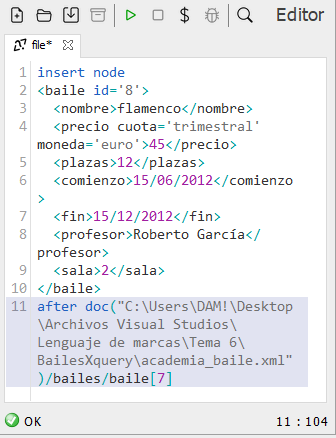 Editor
file*
1 insert node
2 <baile id='8'>
3 <nombre>flamenco</nombre>
4 <precio cuota='trimestral'
moneda='euro'>45</precio>
5 <plazas>12</plazas>
6 <comienzo>15/06/2012</comienzo
>
7 <fin>15/12/2012</fin>
8 <profesor>Roberto García</
profesor>
9 <sala>2</sala>
10 </baile>
11 after doc("C:\Users\DAM!\Desktop
\Archivos Visual Studios\
Lenguaje de marcas\Tema 6\
BailesXquery\academia_baile.xml"
)/bailes/baile[7]
OK 11 : 104